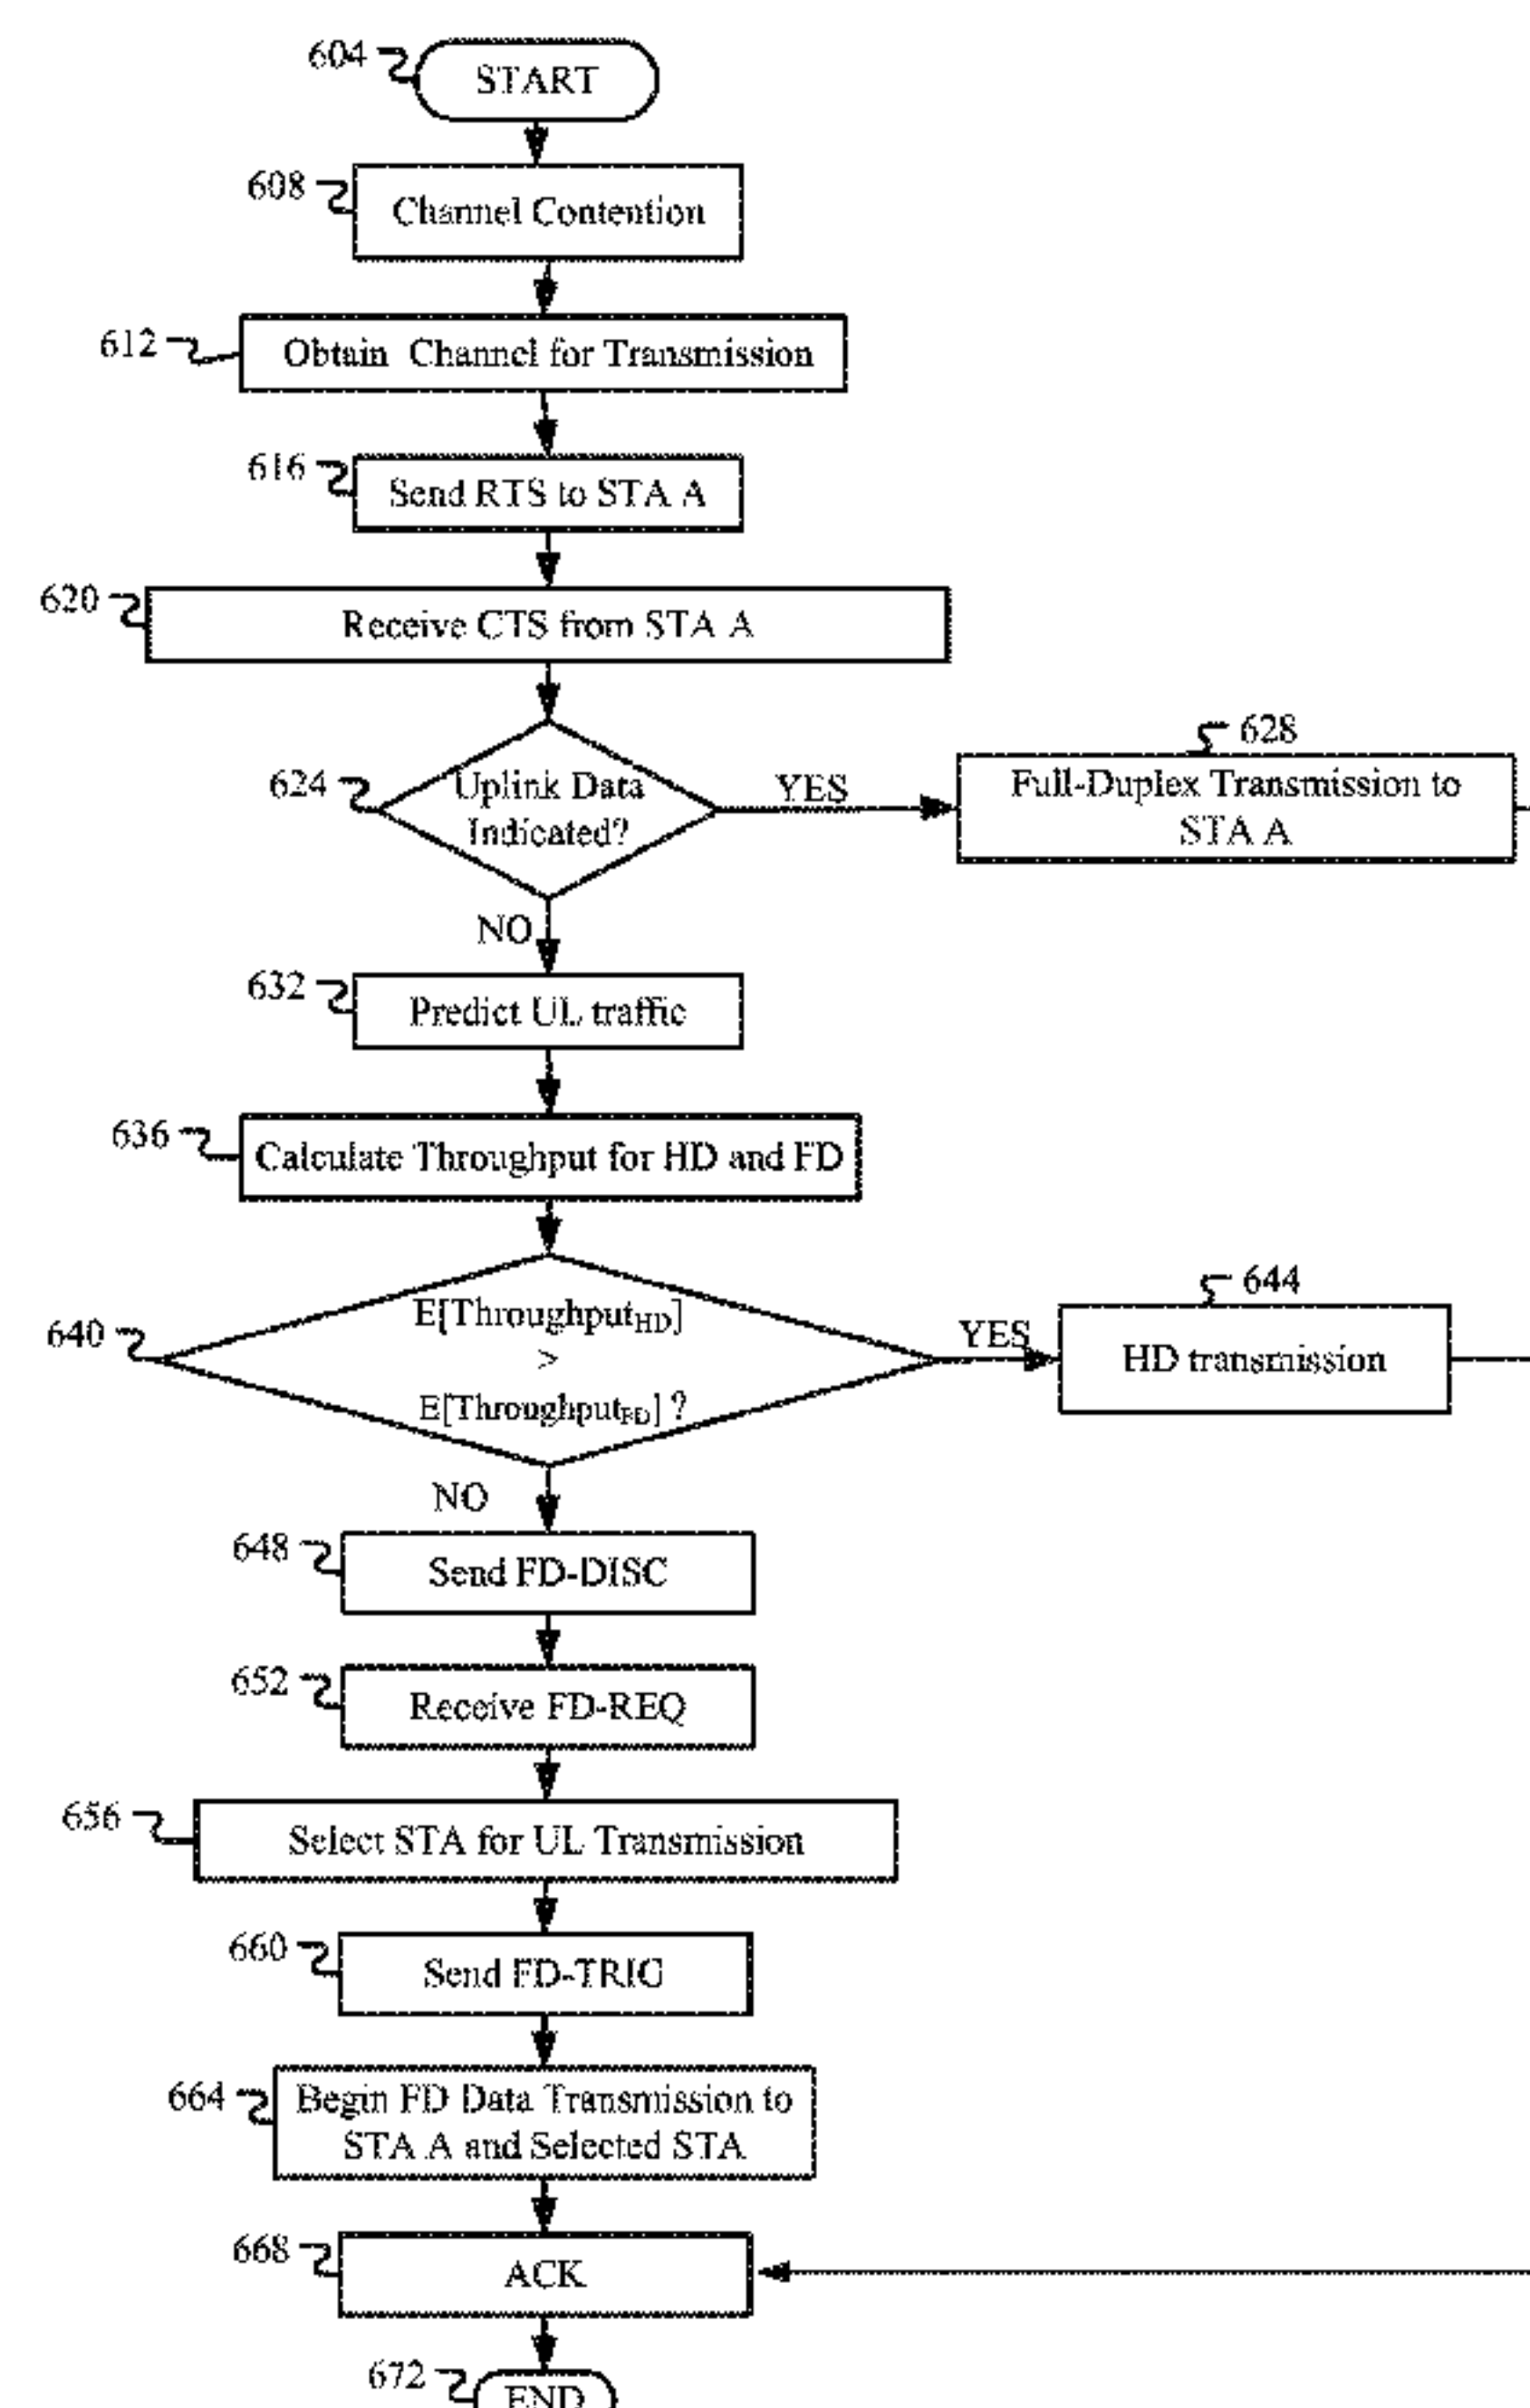 604
START
608
Channel Contention
612
Obtain Channel for Transmission
616
Send RTS to STA A
620
Receive CTS from STA A
624
Uplink Data
Indicated?
YES
628
Full-Duplex Transmission to
STA A
NO
632
Predict UL traffic
636
Calculate Throughput for HD and FD
640
E[Throughput_HD]
>
E[Throughput_FD] ?
YES
644
HD transmission
NO
648
Send FD-DISC
652
Receive FD-REQ
656
Select STA for UL Transmission
660
Send FD-TRIG
664
Begin FD Data Transmission to
STA A and Selected STA
668
ACK
672
END